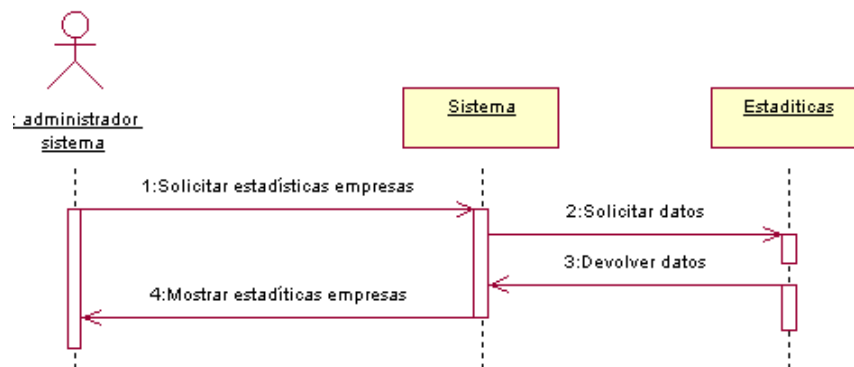 : administrador
sistema
Sistema
Estaditicas
1:Solicitar estadísticas empresas
2:Solicitar datos
3:Devolver datos
4:Mostrar estadíticas empresas